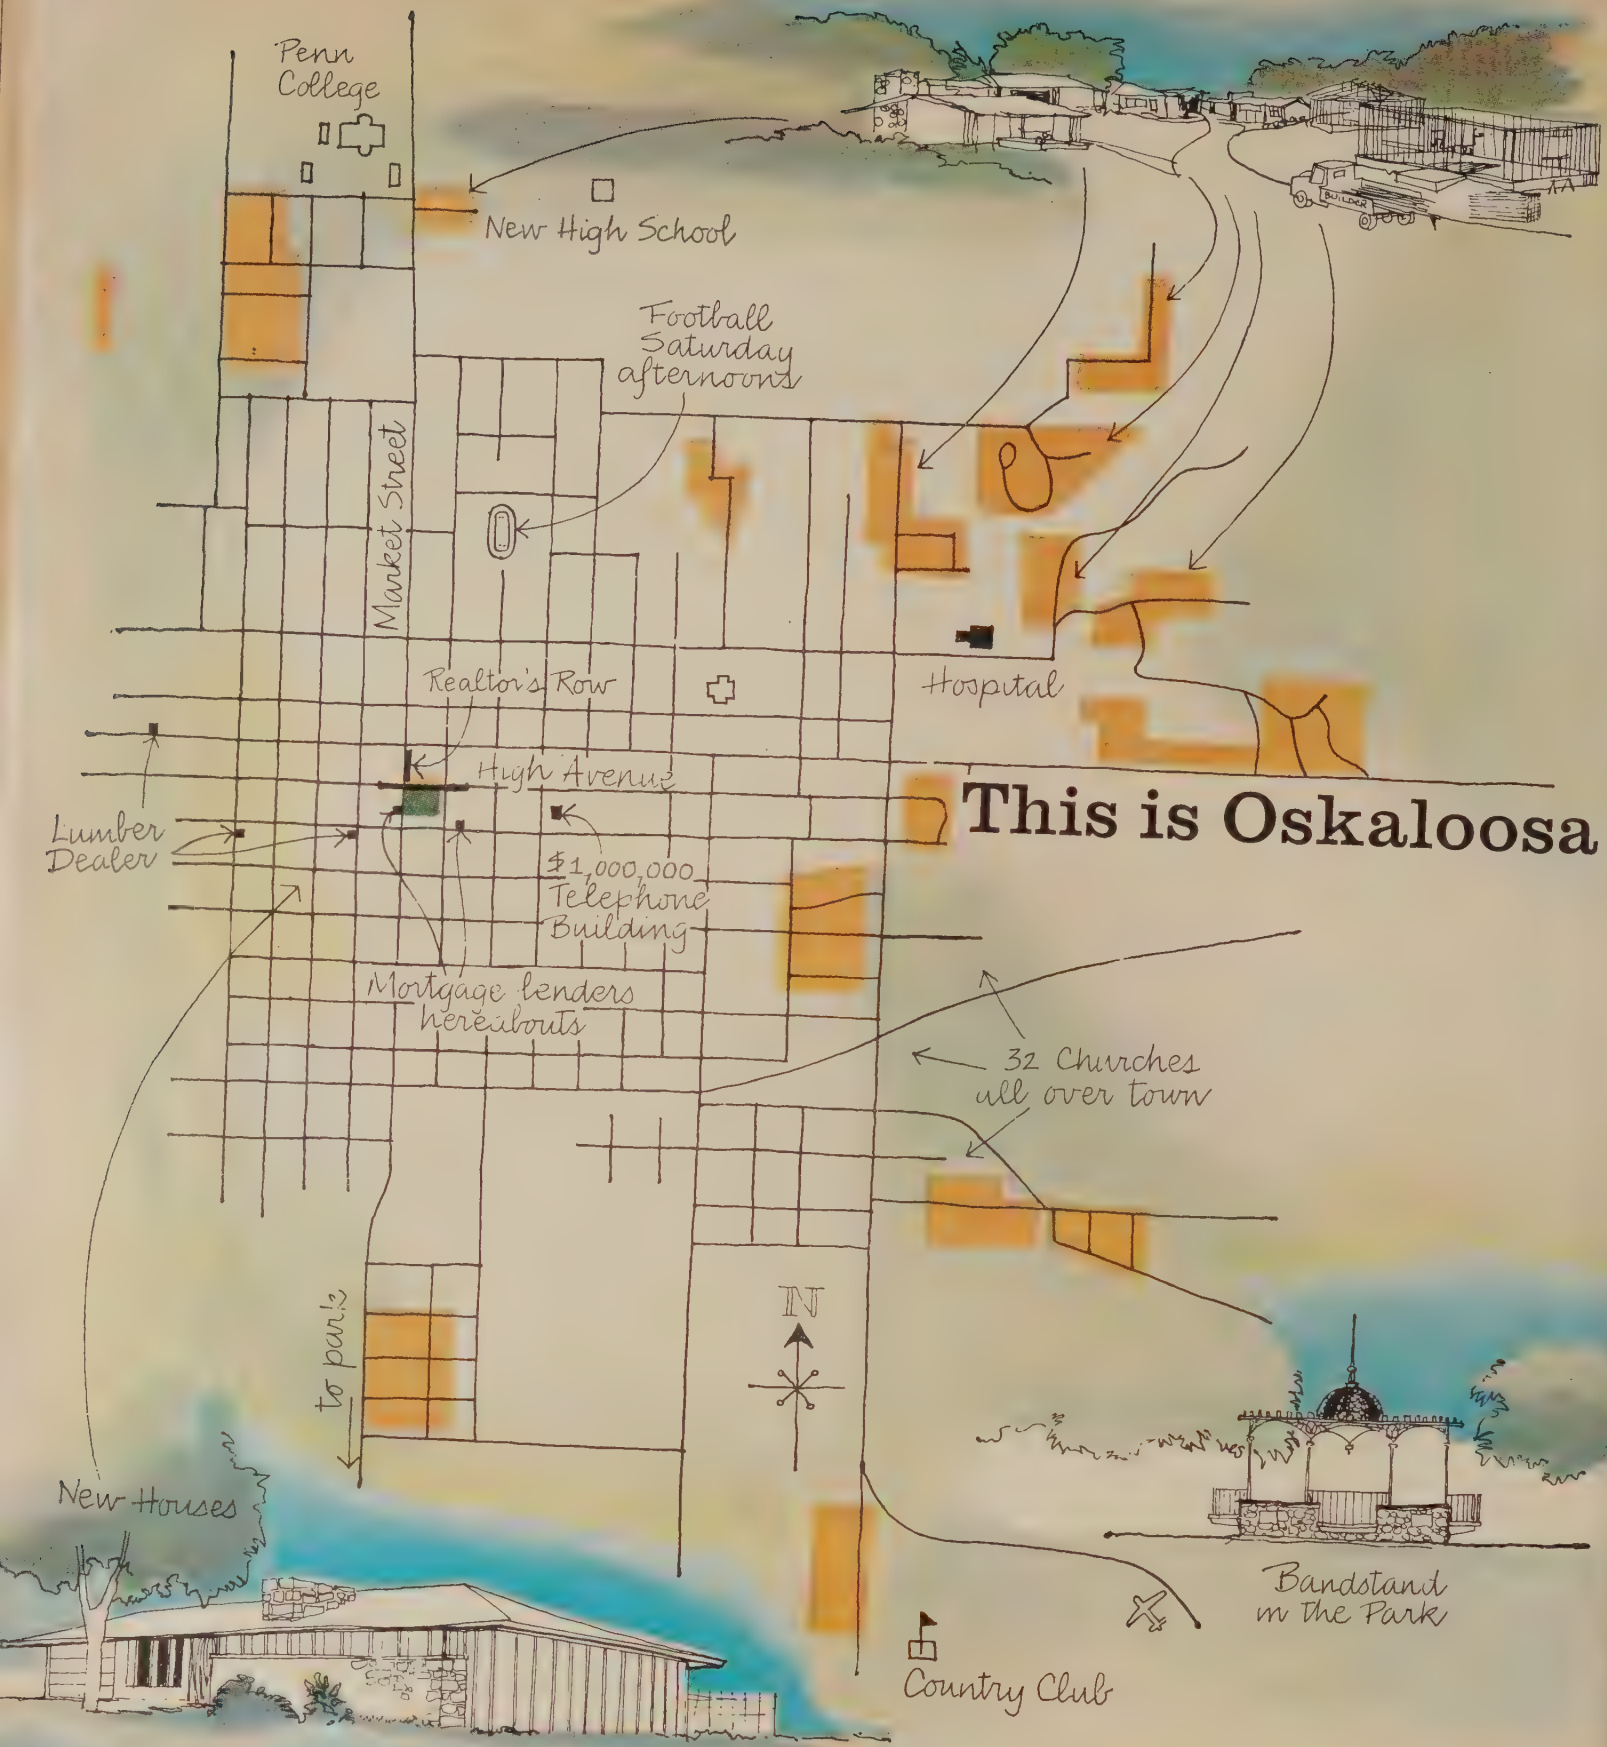 Penn
College
BUILDER
New High School
Football
Saturday
afternoons
Market Street
Realtor's Row
Hospital
High Avenue
This is Oskaloosa
Lumber
Dealer
$1,000,000
Telephone
Building
Mortgage lenders
hereabouts
32 Churches
all over town
N
to park
New Houses
Bandstand
in the Park
Country Club